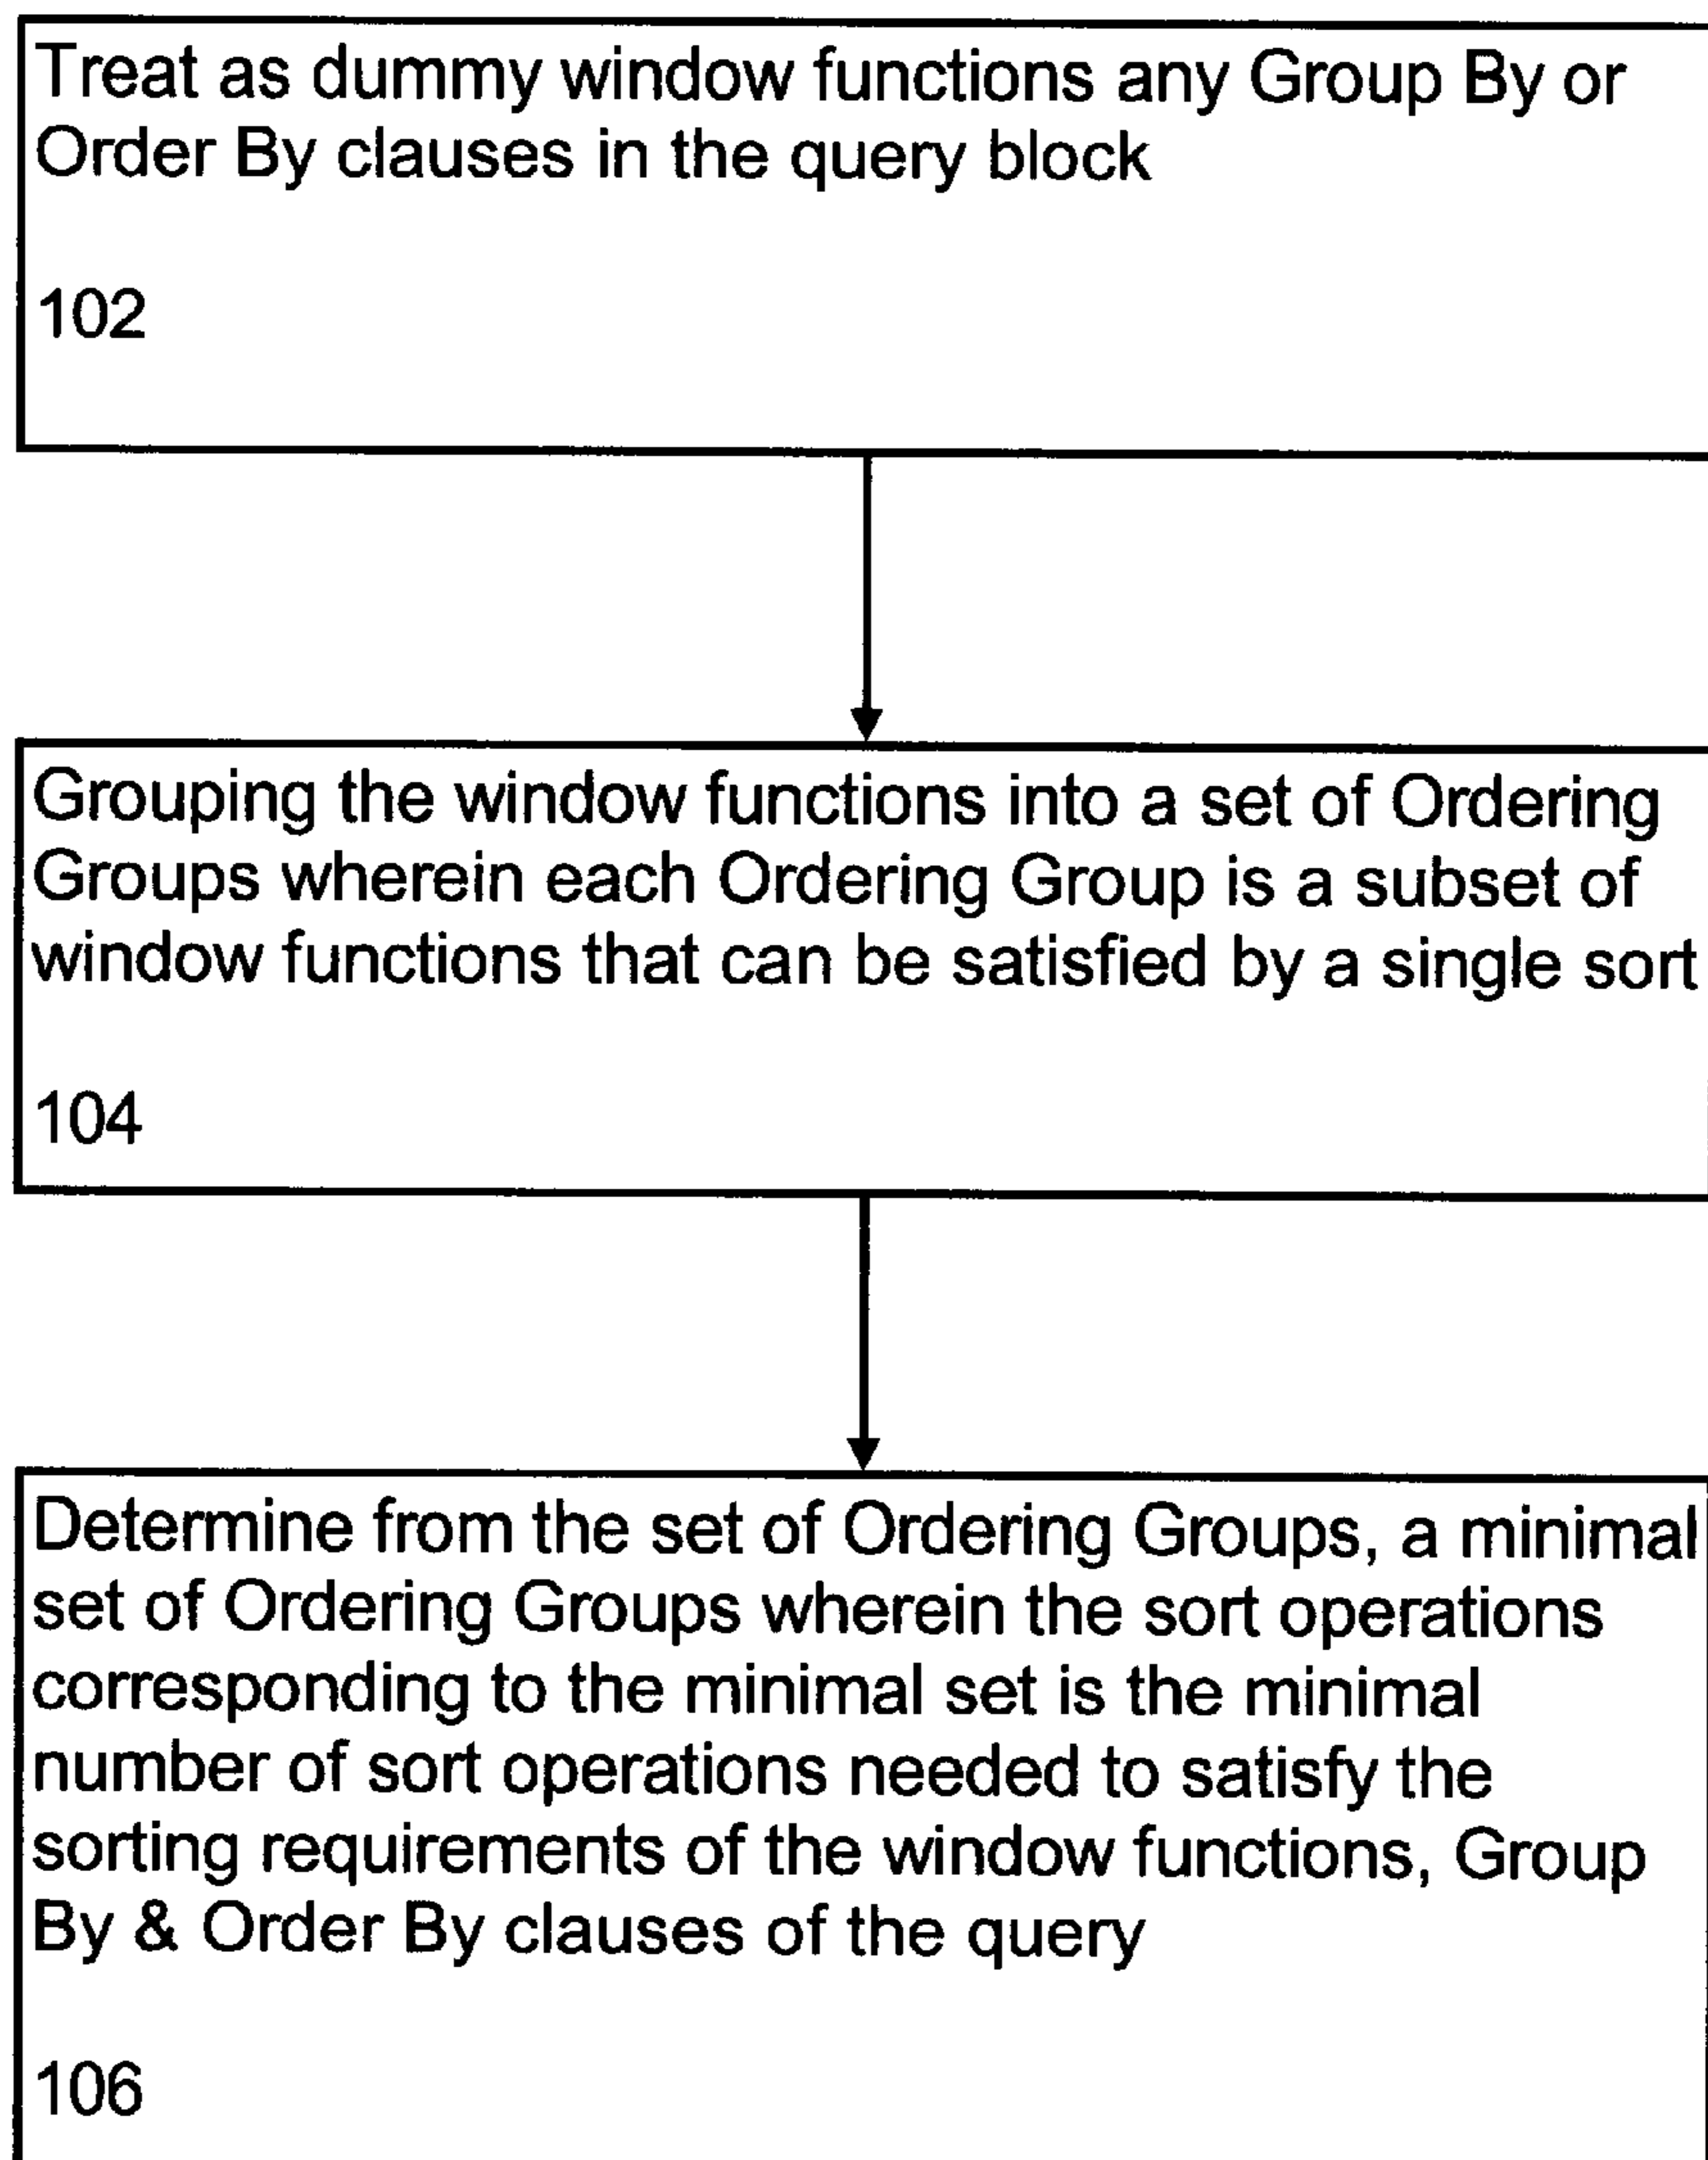 Treat as dummy window functions any Group By or
Order By clauses in the query block
102
Grouping the window functions into a set of Ordering
Groups wherein each Ordering Group is a subset of
window functions that can be satisfied by a single sort
104
Determine from the set of Ordering Groups, a minimal
set of Ordering Groups wherein the sort operations
corresponding to the minimal set is the minimal
number of sort operations needed to satisfy the
sorting requirements of the window functions, Group
By & Order By clauses of the query
106